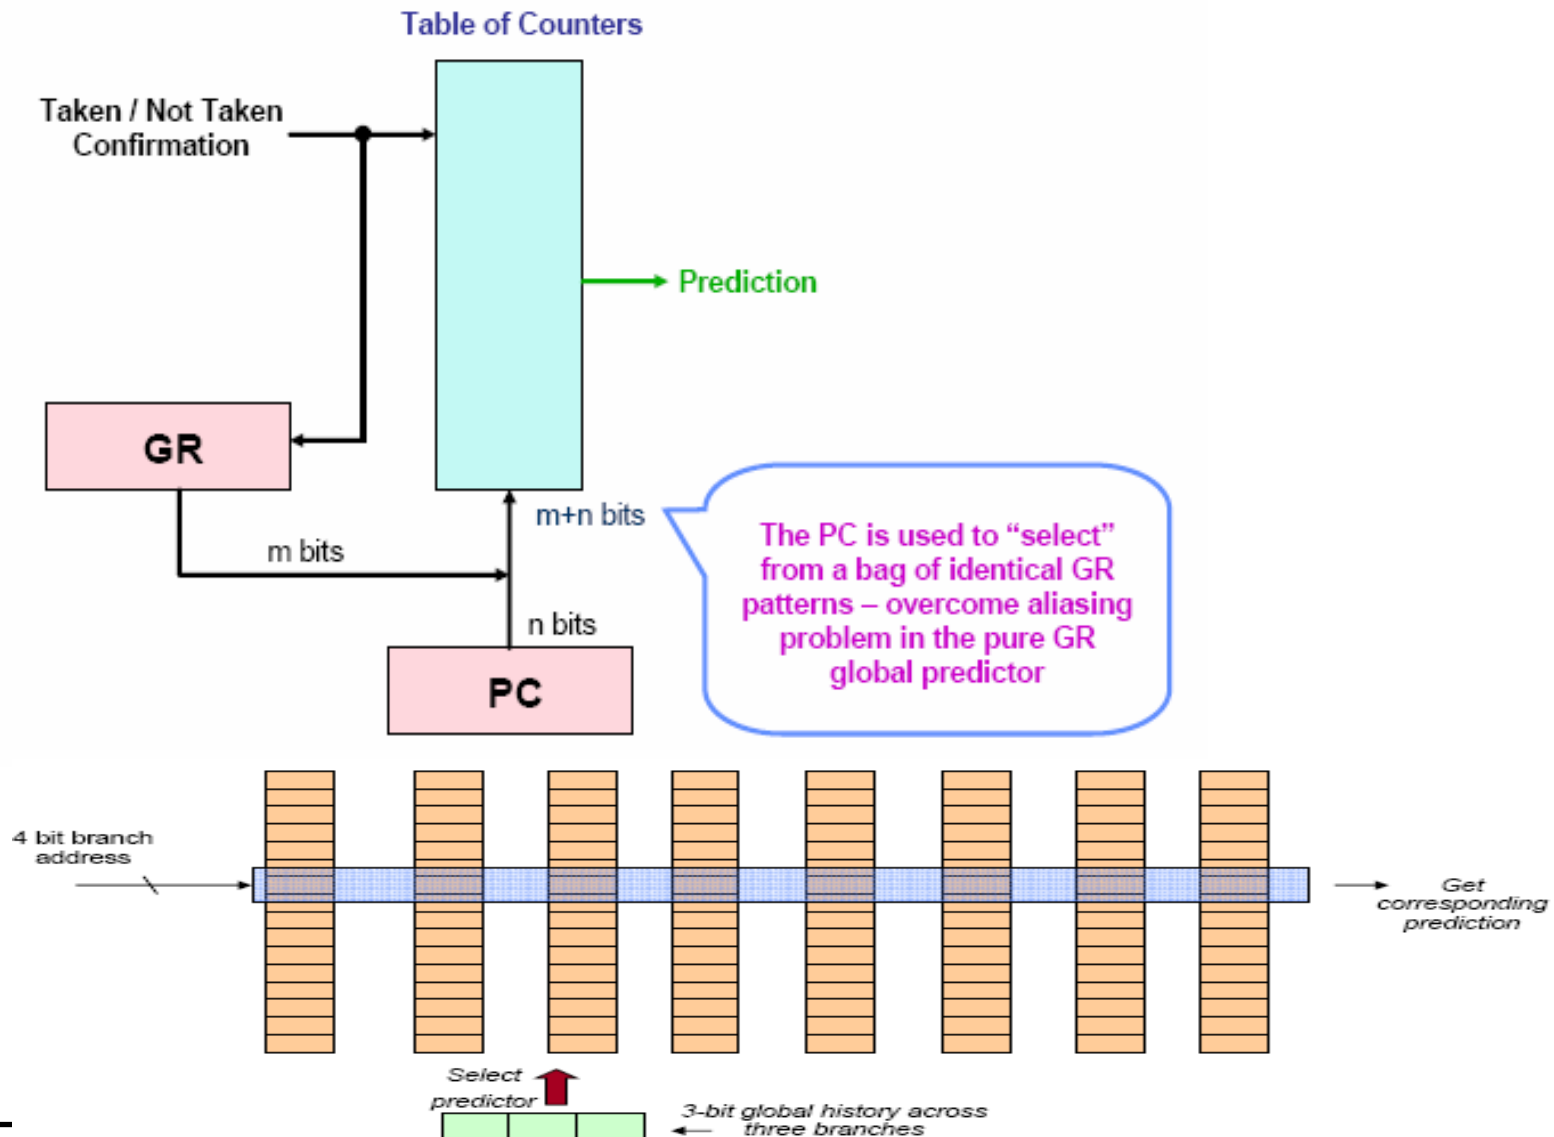 Table of Counters
Taken / Not Taken
Confirmation
Prediction
GR
m+n bits
m bits
The PC is used to “select”
from a bag of identical GR
patterns – overcome aliasing
problem in the pure GR
global predictor
n bits
PC
4 bit branch
address
Get
corresponding
prediction
Select
predictor
3-bit global history across
three branches